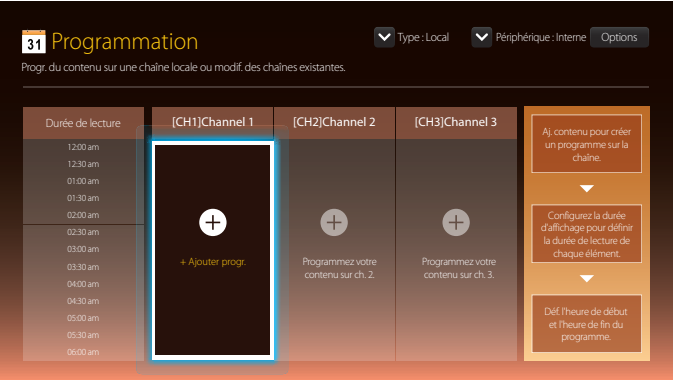 31 Programmation
Type : Local
Périphérique : Interne
Options
Progr. du contenu sur une chaîne locale ou modif. des chaînes existantes.
Durée de lecture
[CH1]Channel 1
[CH2]Channel 2
[CH3]Channel 3
12:00 am
12:30 am
01:00 am
01:30 am
02:00 am
02:30 am
03:00 am
03:30 am
04:00 am
04:30 am
05:00 am
05:30 am
06:00 am
+ Ajouter progr.
Programmez votre
contenu sur ch. 2.
Programmez votre
contenu sur ch. 3.
Aj. contenu pour créer
un programme sur la
chaîne.
Configurez la durée
d'affichage pour définir
la durée de lecture de
chaque élément.
Déf. l'heure de début
et l'heure de fin du
programme.